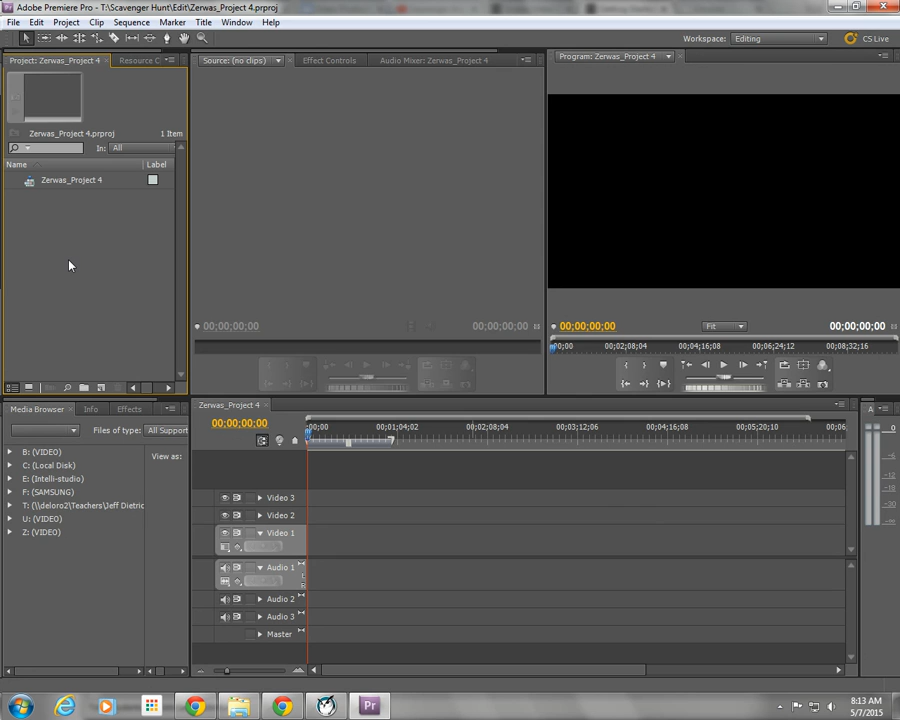 Adobe Premiere Pro - T:\Scavenger Hunt\Edit\Zerwas_Project 4.prproj
File Edit Project Clip Sequence Marker Title Window Help
Workspace: Editing CS Live
Project: Zerwas_Project 4 Resource C
Source: (no clips) Effect Controls Audio Mixer: Zerwas_Project 4
Program: Zerwas_Project 4
Zerwas_Project 4.prproj 1 Item
In: All
Name Label
Zerwas_Project 4
00;00;00;00 00;00;00;00
00;00;00;00 Fit 00;00;00;00
00;00 00;02;08;04 00;04;16;08 00;06;24;12 00;08;32;16
Media Browser Info Effects
Files of type: All Support
View as:
B: (VIDEO)
C: (Local Disk)
E: (Intelli-studio)
F: (SAMSUNG)
T: (\\deloro2\Teachers\Jeff Dietric
U: (VIDEO)
Z: (VIDEO)
Zerwas_Project 4
00;00;00;00
00;00 00;01;04;02 00;02;08;04 00;03;12;06 00;04;16;08 00;05;20;10 00;06
Video 3
Video 2
Video 1
Audio 1
Audio 2
Audio 3
Master
A
0
-6
-12
-18
-30
Pr
8:13 AM
5/7/2015